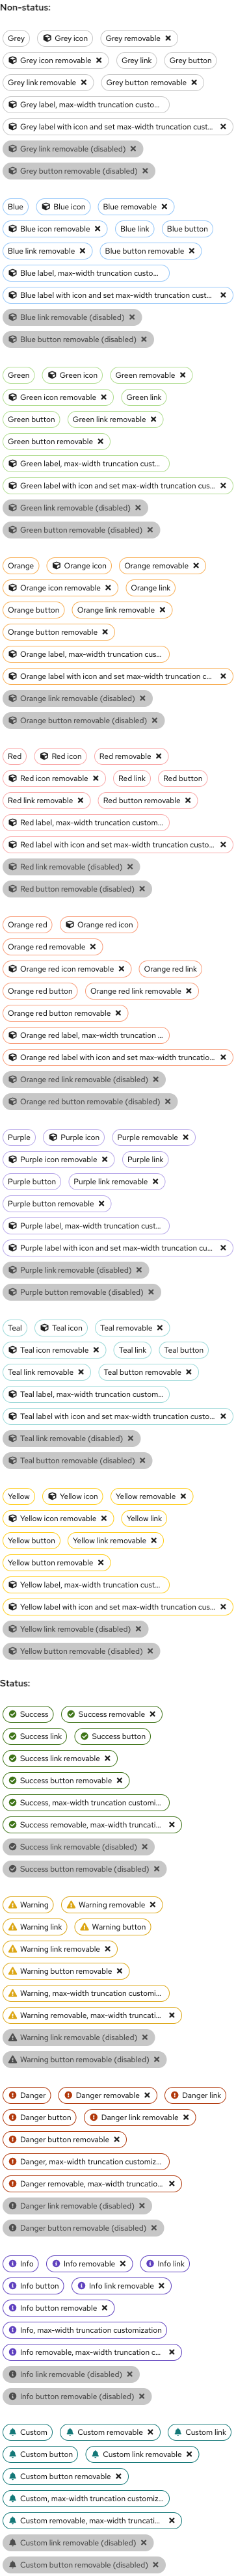 Non-status:
Grey Grey icon Grey removable
Grey icon removable Grey link Grey button
Grey link removable Grey button removable
Grey label, max-width truncation custo...
Grey label with icon and set max-width truncation cust...
Grey link removable (disabled)
Grey button removable (disabled)
Blue Blue icon Blue removable
Blue icon removable Blue link Blue button
Blue link removable Blue button removable
Blue label, max-width truncation custo...
Blue label with icon and set max-width truncation cust...
Blue link removable (disabled)
Blue button removable (disabled)
Green Green icon Green removable
Green icon removable Green link
Green button Green link removable
Green button removable
Green label, max-width truncation cust...
Green label with icon and set max-width truncation cus...
Green link removable (disabled)
Green button removable (disabled)
Orange Orange icon Orange removable
Orange icon removable Orange link
Orange button Orange link removable
Orange button removable
Orange label, max-width truncation cus...
Orange label with icon and set max-width truncation c...
Orange link removable (disabled)
Orange button removable (disabled)
Red Red icon Red removable
Red icon removable Red link Red button
Red link removable Red button removable
Red label, max-width truncation custom...
Red label with icon and set max-width truncation custo...
Red link removable (disabled)
Red button removable (disabled)
Orange red Orange red icon
Orange red removable
Orange red icon removable Orange red link
Orange red button Orange red link removable
Orange red button removable
Orange red label, max-width truncation ...
Orange red label with icon and set max-width truncatio...
Orange red link removable (disabled)
Orange red button removable (disabled)
Purple Purple icon Purple removable
Purple icon removable Purple link
Purple button Purple link removable
Purple button removable
Purple label, max-width truncation cust...
Purple label with icon and set max-width truncation cu...
Purple link removable (disabled)
Purple button removable (disabled)
Teal Teal icon Teal removable
Teal icon removable Teal link Teal button
Teal link removable Teal button removable
Teal label, max-width truncation custom...
Teal label with icon and set max-width truncation custo...
Teal link removable (disabled)
Teal button removable (disabled)
Yellow Yellow icon Yellow removable
Yellow icon removable Yellow link
Yellow button Yellow link removable
Yellow button removable
Yellow label, max-width truncation cust...
Yellow label with icon and set max-width truncation cus...
Yellow link removable (disabled)
Yellow button removable (disabled)
Status:
Success Success removable
Success link Success button
Success link removable
Success button removable
Success, max-width truncation customi...
Success removable, max-width truncati...
Success link removable (disabled)
Success button removable (disabled)
Warning Warning removable
Warning link Warning button
Warning link removable
Warning button removable
Warning, max-width truncation customi...
Warning removable, max-width truncati...
Warning link removable (disabled)
Warning button removable (disabled)
Danger Danger removable Danger link
Danger button Danger link removable
Danger button removable
Danger, max-width truncation customiz...
Danger removable, max-width truncatio...
Danger link removable (disabled)
Danger button removable (disabled)
Info Info removable Info link
Info button Info link removable
Info button removable
Info, max-width truncation customization
Info removable, max-width truncation c...
Info link removable (disabled)
Info button removable (disabled)
Custom Custom removable Custom link
Custom button Custom link removable
Custom button removable
Custom, max-width truncation customiz...
Custom removable, max-width truncati...
Custom link removable (disabled)
Custom button removable (disabled)